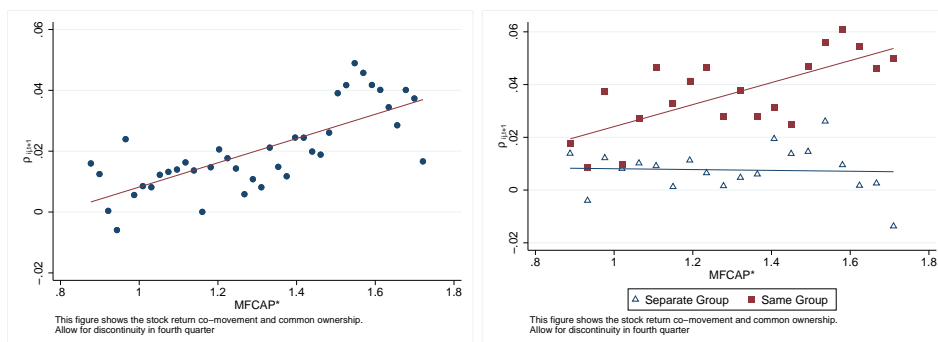 .06
.04
.02
0
-.02
ρ ij,t+1
.8 1 1.2 1.4 1.6 1.8
MFCAP*
This figure shows the stock return co−movement and common ownership.
Allow for discontinuity in fourth quarter
.06
.04
.02
0
-.02
ρ ij,t+1
.8 1 1.2 1.4 1.6 1.8
MFCAP*
Separate Group Same Group
This figure shows the stock return co−movement and common ownership.
Allow for discontinuity in fourth quarter